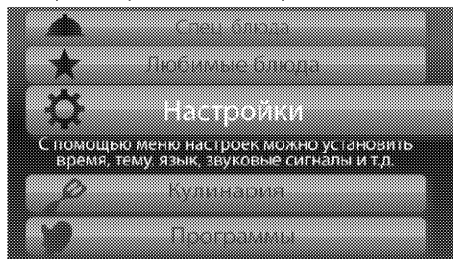 Спец. блюда
Любимые блюда
Настройки
С помощью меню настроек можно установить
время, тему, язык, звуковые сигналы и т.д.
Кулинария
Программы